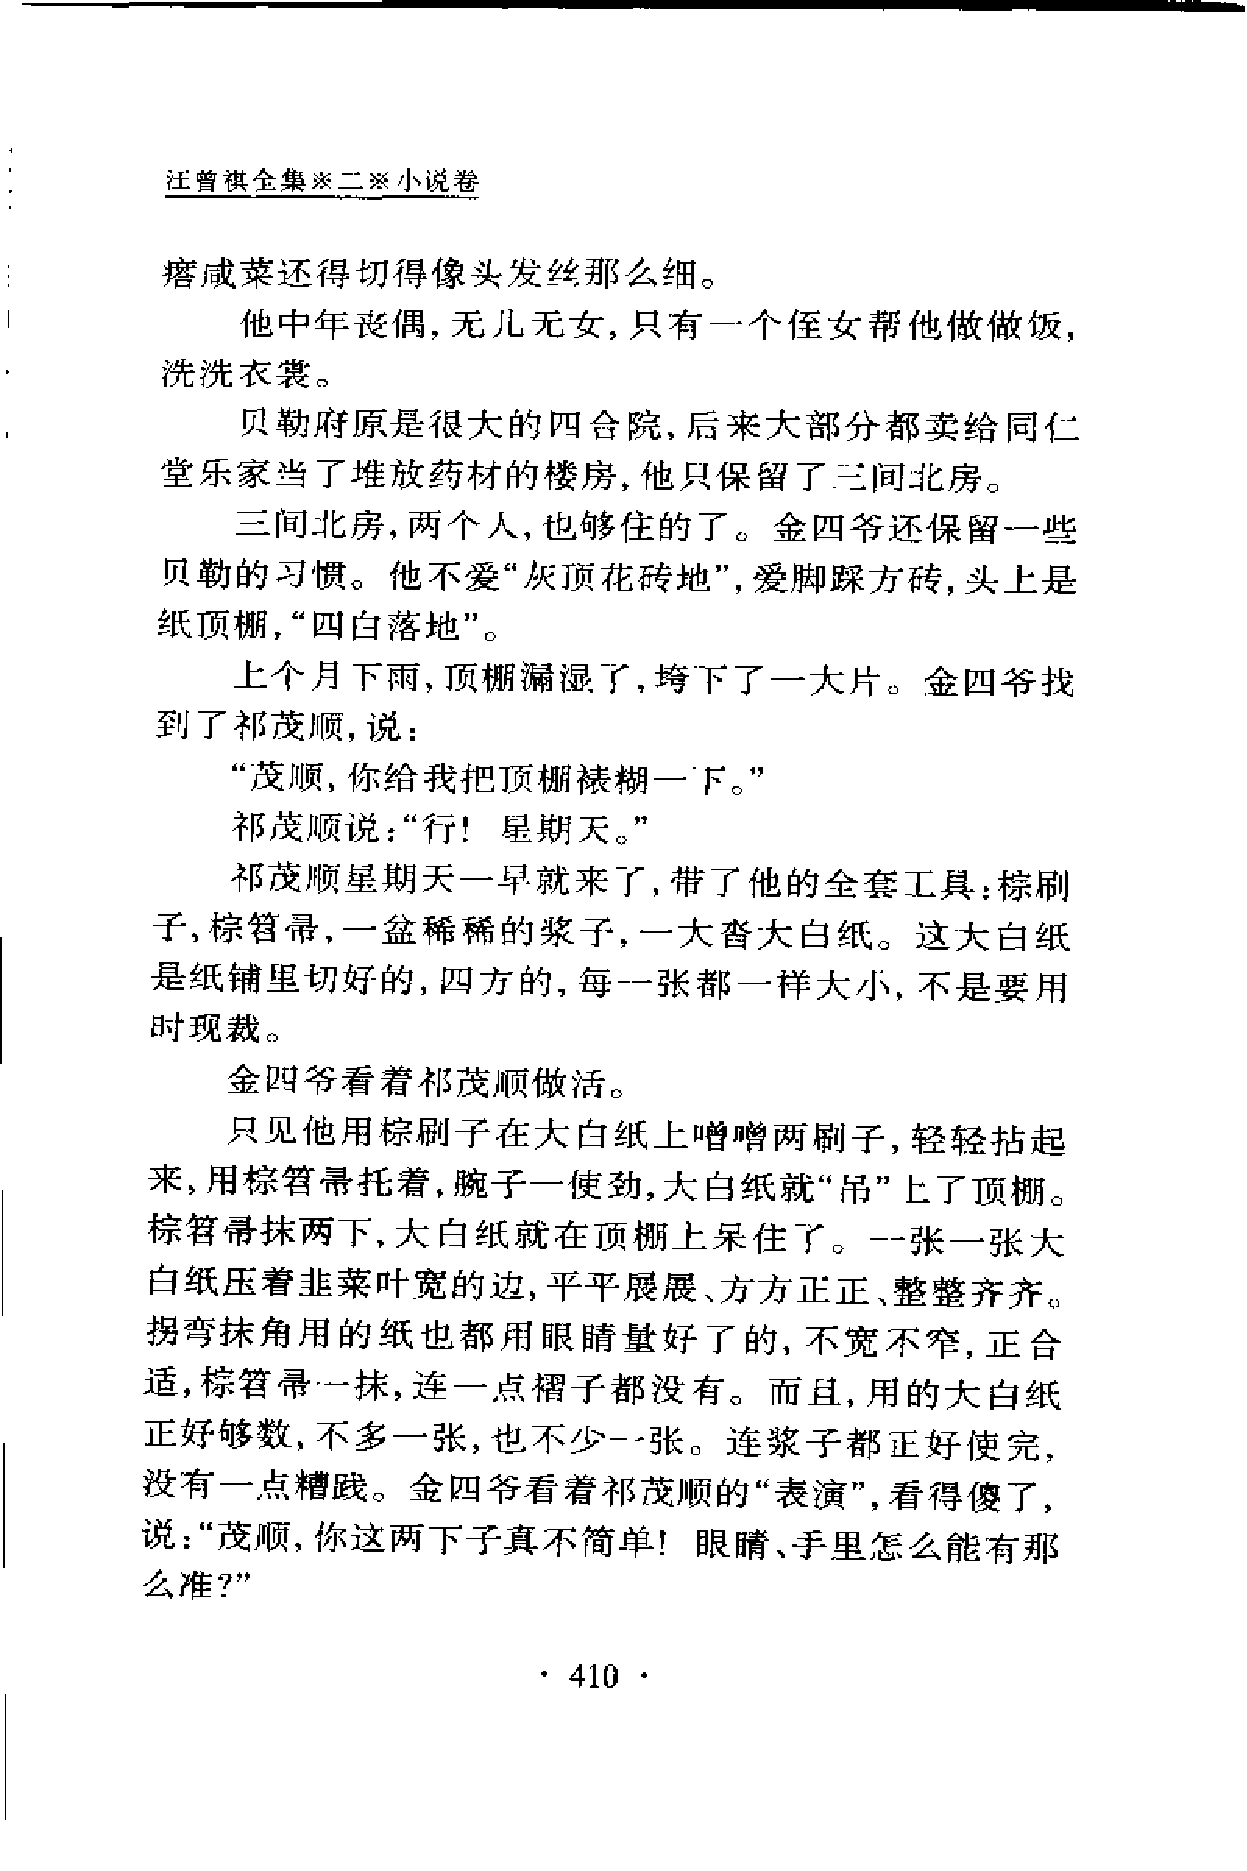 汪曾祺全集※二※小说卷
瘩咸菜还得切得像头发丝那么细。
他中年丧偶,无儿无女,只有一个侄女帮他做做饭,
洗洗衣裳。
贝勒府原是很大的四合院,后来大部分都卖给同仁
堂乐家当了堆放药材的楼房,他只保留了三间北房。
三间北房,两个人,也够住的了。金四爷还保留一些
贝勒的习惯。他不爱“灰顶花砖地”,爱脚踩方砖,头上是
纸顶棚,“四白落地”。
上个月下雨,顶棚漏湿了,垮下了一大片。金四爷找
到了祁茂顺,说:
“茂顺,你给我把顶棚裱糊一下。”
祁茂顺说:“行! 星期天。”
祁茂顺星期天一早就来了,带了他的全套工具:棕刷
子,棕笤帚,一盆稀稀的浆子,一大沓大白纸。这大白纸
是纸铺里切好的,四方的,每一张都一样大小,不是要用
时现裁。
金四爷看着祁茂顺做活。
只见他用棕刷子在大白纸上噌噌两刷子,轻轻拈起
来,用棕笤帚托着,腕子一使劲,大白纸就“吊”上了顶棚。
棕笤帚抹两下,大白纸就在顶棚上呆住了。一张一张大
白纸压着韭菜叶宽的边,平平展展、方方正正、整整齐齐。
拐弯抹角用的纸也都用眼睛量好了的,不宽不窄,正合
适,棕笤帚一抹,连一点褶子都没有。而且,用的大白纸
正好够数,不多一张,也不少一张。连浆子都正好使完,
没有一点糟践。金四爷看着祁茂顺的“表演”,看得傻了,
说:“茂顺,你这两下子真不简单! 眼睛、手里怎么能有那
么准?”
· 410 ·